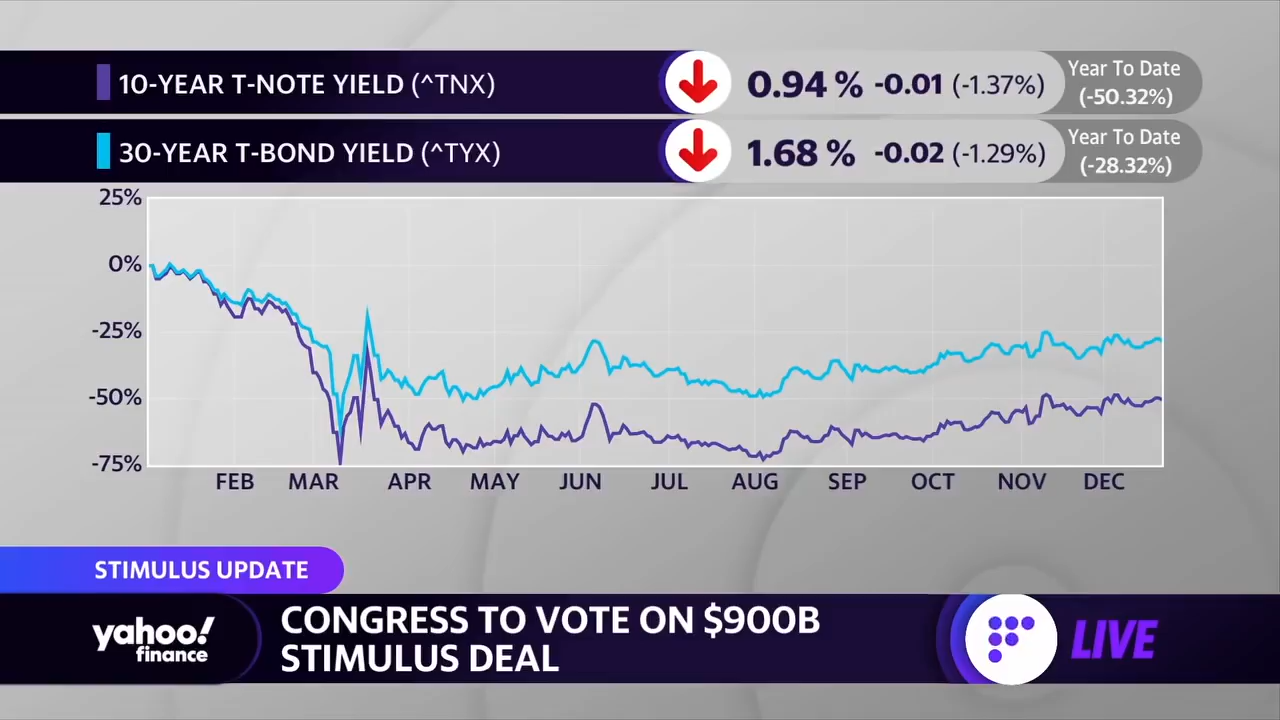 10-YEAR T-NOTE YIELD (^TNX) 0.94 % -0.01 (-1.37%) Year To Date (-50.32%)
30-YEAR T-BOND YIELD (^TYX) 1.68 % -0.02 (-1.29%) Year To Date (-28.32%)
25%
0%
-25%
-50%
-75%
FEB MAR APR MAY JUN JUL AUG SEP OCT NOV DEC
STIMULUS UPDATE
yahoo!
finance
CONGRESS TO VOTE ON $900B
STIMULUS DEAL
LIVE